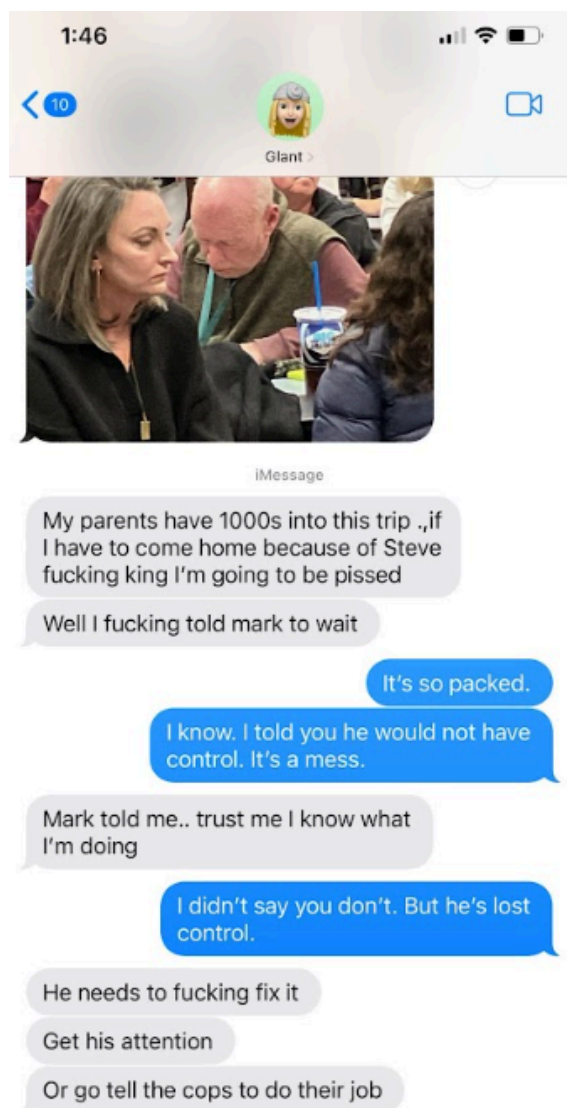 1:46
10
Glant >
iMessage
My parents have 1000s into this trip .,if
I have to come home because of Steve
fucking king I'm going to be pissed
Well I fucking told mark to wait
It's so packed.
I know. I told you he would not have
control. It's a mess.
Mark told me.. trust me I know what
I'm doing
I didn't say you don't. But he's lost
control.
He needs to fucking fix it
Get his attention
Or go tell the cops to do their job